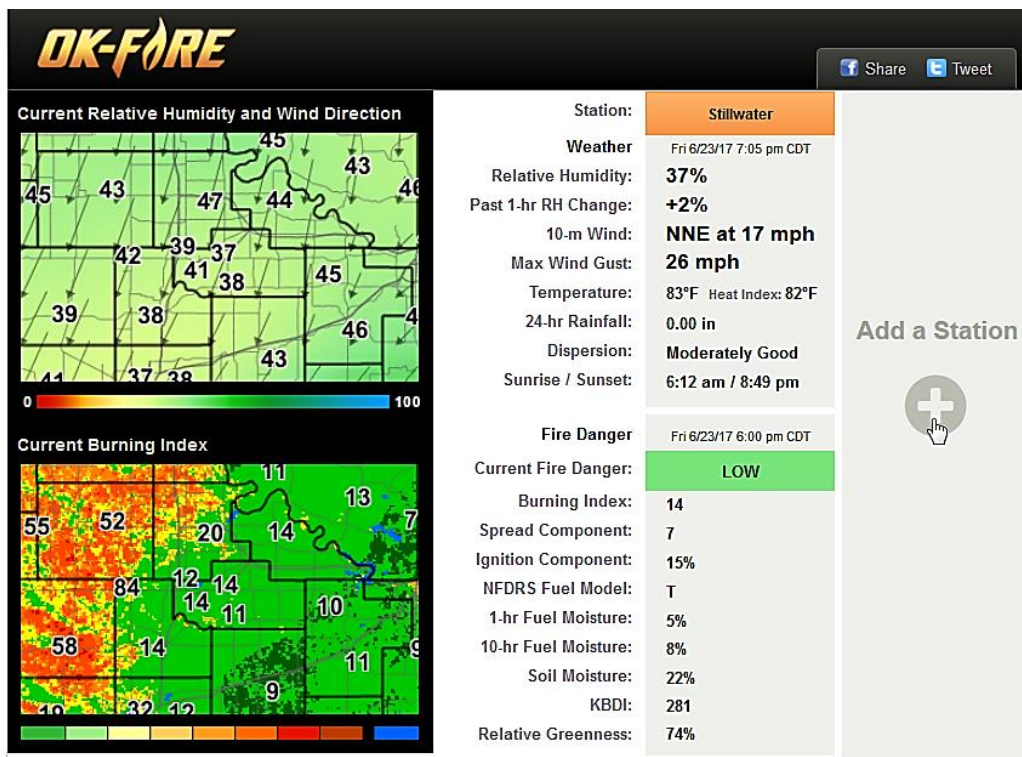 OK-FIRE
Share Tweet
Current Relative Humidity and Wind Direction
45
43
45 43 47 44 46
42 39 37
41 38 45
39 38
46 4
43
41 37 38
0 100
Current Burning Index
11
13
55 52 20 14 7
84 12 14
14 11 10
58 14
11 9
9
19 32 12
Station: Stillwater
Weather Fri 6/23/17 7:05 pm CDT
Relative Humidity: 37%
Past 1-hr RH Change: +2%
10-m Wind: NNE at 17 mph
Max Wind Gust: 26 mph
Temperature: 83°F Heat Index: 82°F
24-hr Rainfall: 0.00 in
Dispersion: Moderately Good
Sunrise / Sunset: 6:12 am / 8:49 pm
Fire Danger Fri 6/23/17 6:00 pm CDT
Current Fire Danger: LOW
Burning Index: 14
Spread Component: 7
Ignition Component: 15%
NFDRS Fuel Model: T
1-hr Fuel Moisture: 5%
10-hr Fuel Moisture: 8%
Soil Moisture: 22%
KBDI: 281
Relative Greenness: 74%
Add a Station